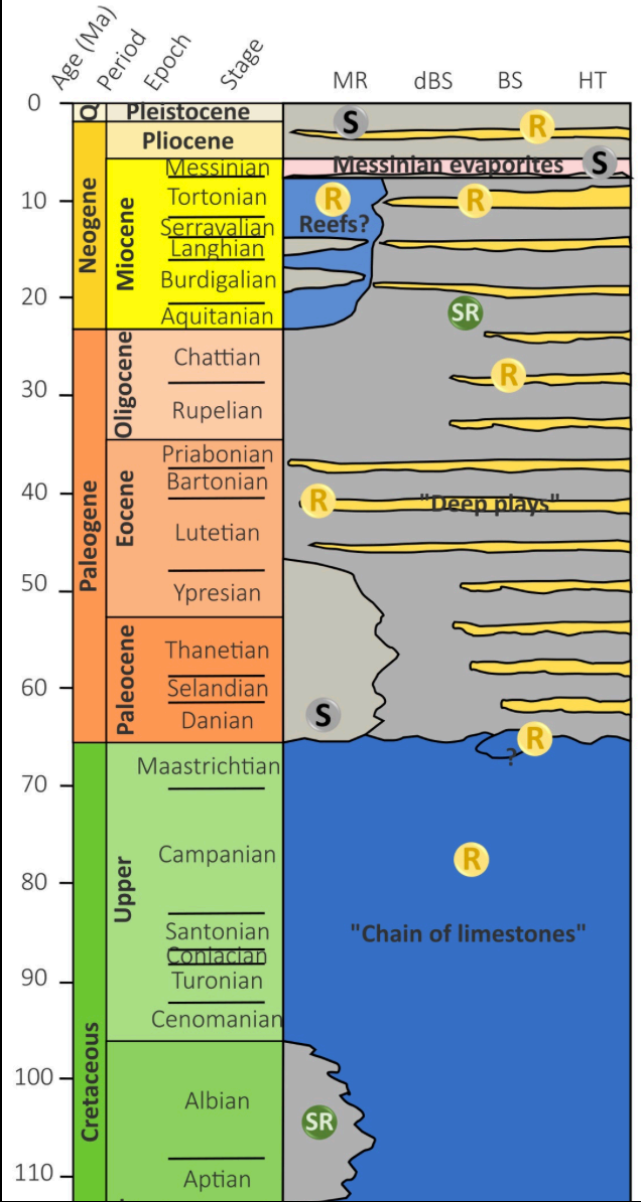 Age (Ma)
Period
Epoch
Stage
MR dBS BS HT
0
Q
Pleistocene
S
R
Pliocene
Messinian
Messinian evaporites
S
10
Neogene
Miocene
Tortonian
R
R
Serravalian
Reefs?
Langhian
Burdigalian
20
Aquitanian
SR
Paleogene
Oligocene
Chattian
R
30
Rupelian
Eocene
Priabonian
Bartonian
40
R
"Deep plays"
Lutetian
50
Ypresian
Paleocene
Thanetian
60
Selandian
S
Danian
R
?
Cretaceous
Upper
Maastrichtian
70
Campanian
R
80
Santonian
"Chain of limestones"
Coniacian
90
Turonian
Cenomanian
100
Albian
SR
110
Aptian